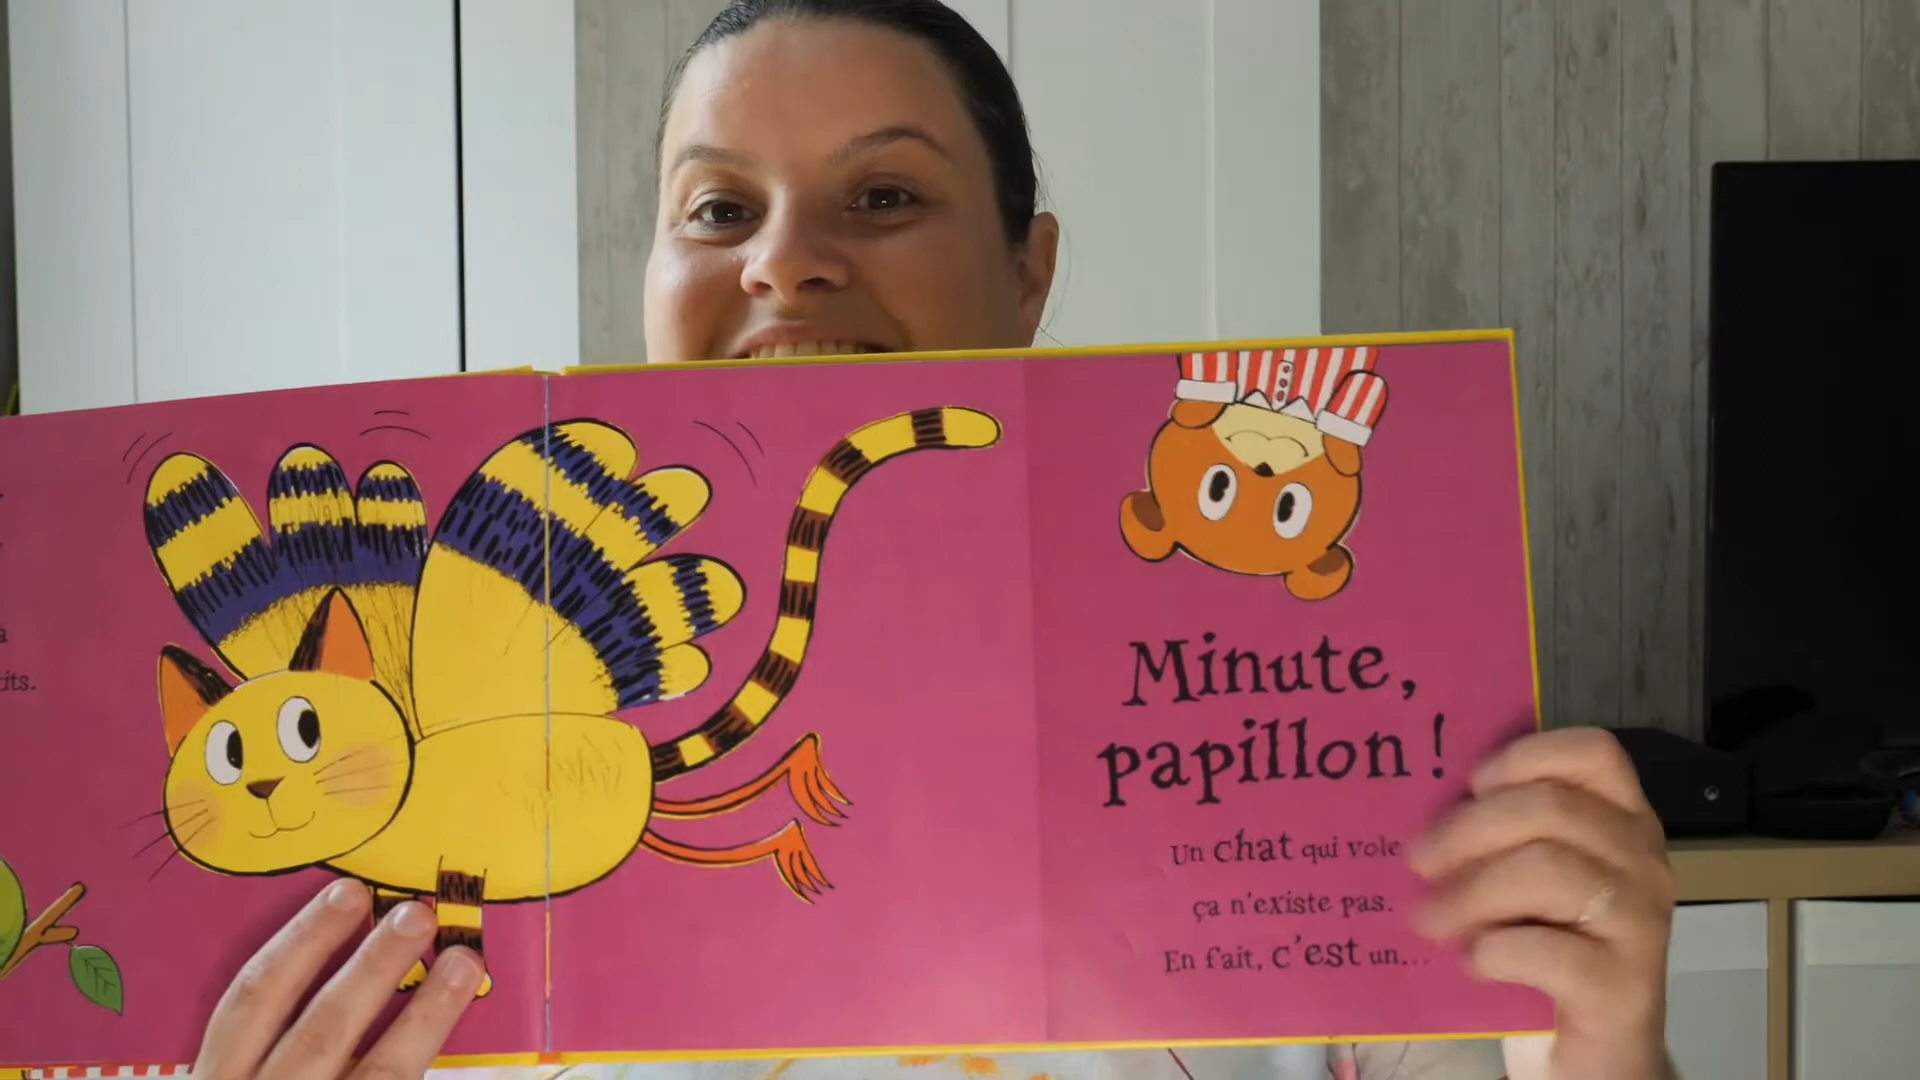 Minute,
papillon !
Un chat qui vole
ça n'existe pas.
En fait, c'est un...